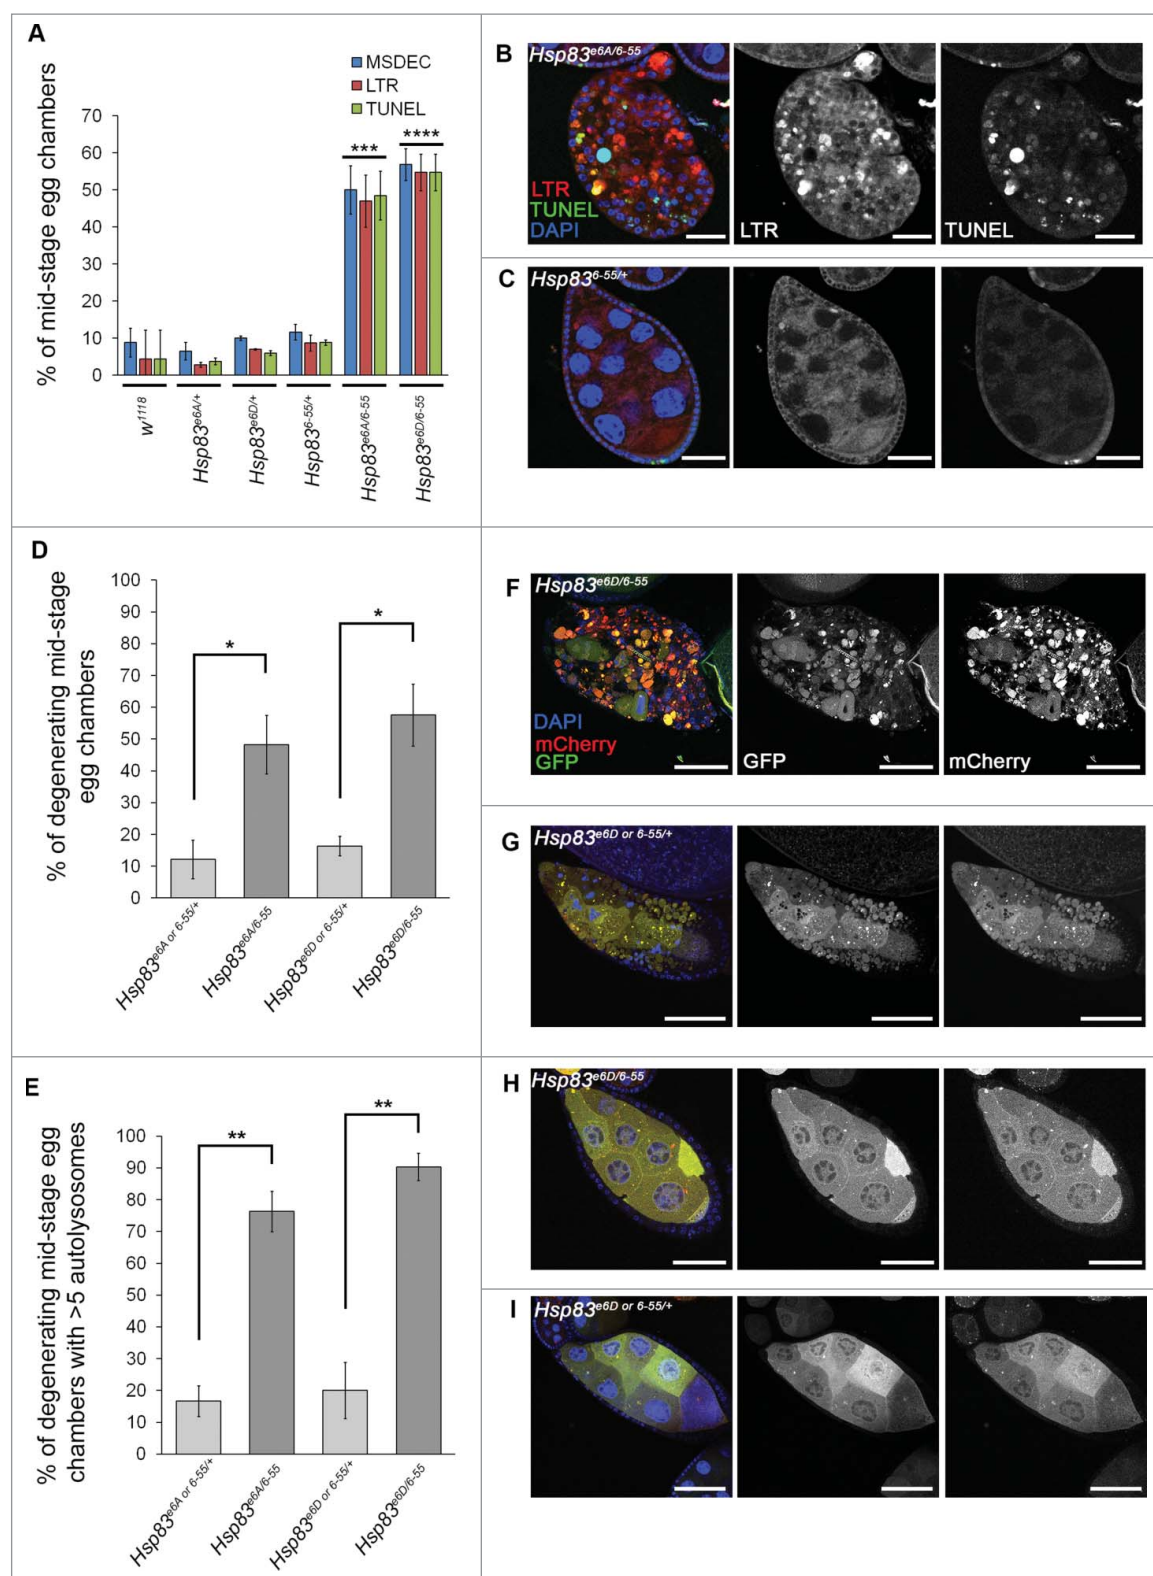 A
MSDEC
LTR
TUNEL
% of mid-stage egg chambers
70
60
50
40
30
20
10
0
***
****
w1118
Hsp83e6A/+
Hsp83e6D/+
Hsp836-55/+
Hsp83e6A/6-55
Hsp83e6D/6-55
B
Hsp83e6A/6-55
LTR
TUNEL
DAPI
LTR
TUNEL
C
Hsp836-55/+
D
% of degenerating mid-stage
egg chambers
100
90
80
70
60
50
40
30
20
10
0
*
*
Hsp83e6A or 6-55/+
Hsp83e6A/6-55
Hsp83e6D or 6-55/+
Hsp83e6D/6-55
F
Hsp83e6D/6-55
DAPI
mCherry
GFP
GFP
mCherry
G
Hsp83e6D or 6-55/+
E
% of degenerating mid-stage egg
chambers with >5 autolysosomes
100
90
80
70
60
50
40
30
20
10
0
**
**
Hsp83e6A or 6-55/+
Hsp83e6A/6-55
Hsp83e6D or 6-55/+
Hsp83e6D/6-55
H
Hsp83e6D/6-55
I
Hsp83e6D or 6-55/+